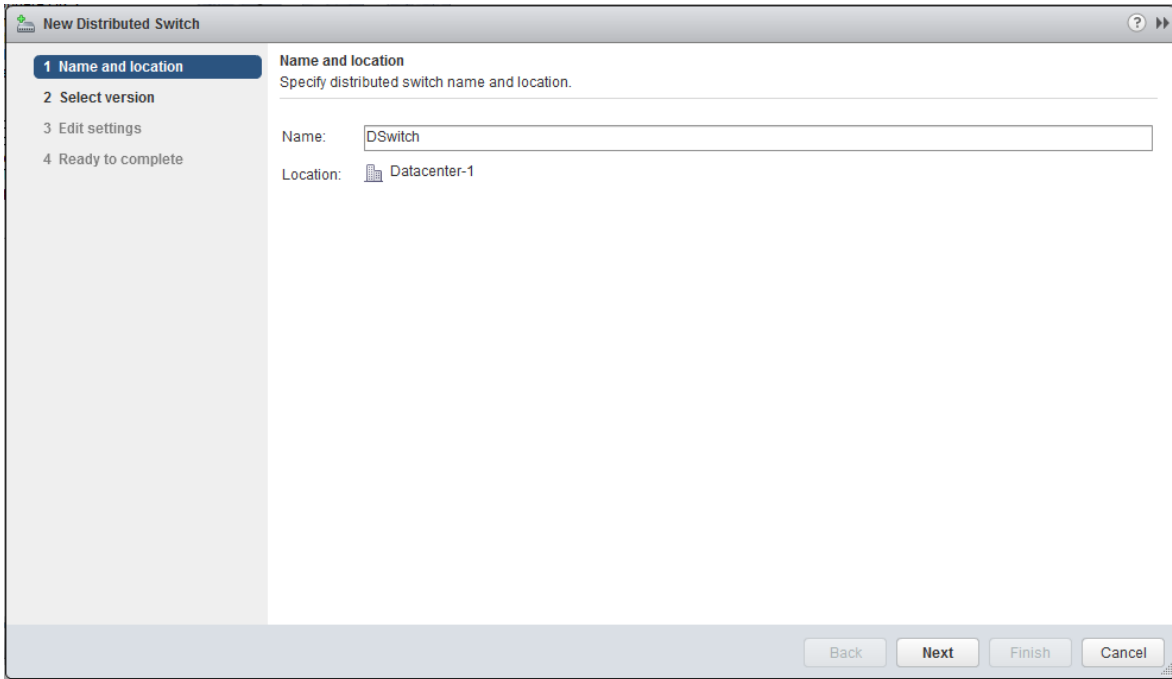 New Distributed Switch
1 Name and location
2 Select version
3 Edit settings
4 Ready to complete
Name and location
Specify distributed switch name and location.
Name: DSwitch
Location: Datacenter-1
Back Next Finish Cancel